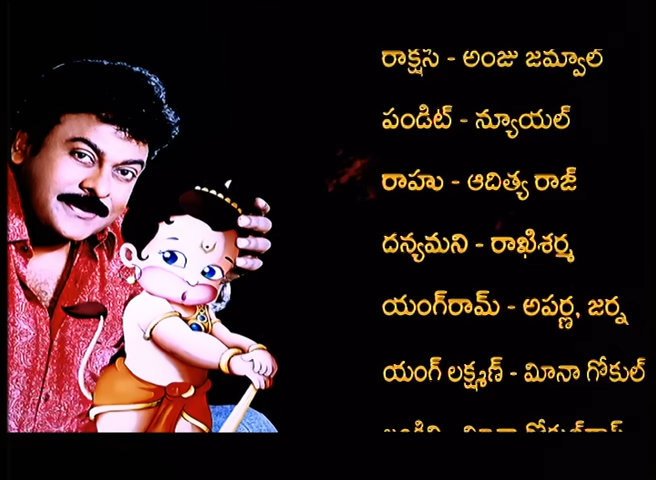 రాక్షస - అంజు జమ్వాల్
పండిట్ - న్యూయల్
రాహు - ఆదిత్య రాజ్
దన్యమని - రాఖిశర్మ
యంగ్‌రామ్ - అపర్ణ, జర్న
యంగ్ లక్ష్మణ్ - మీనా గోకుల్